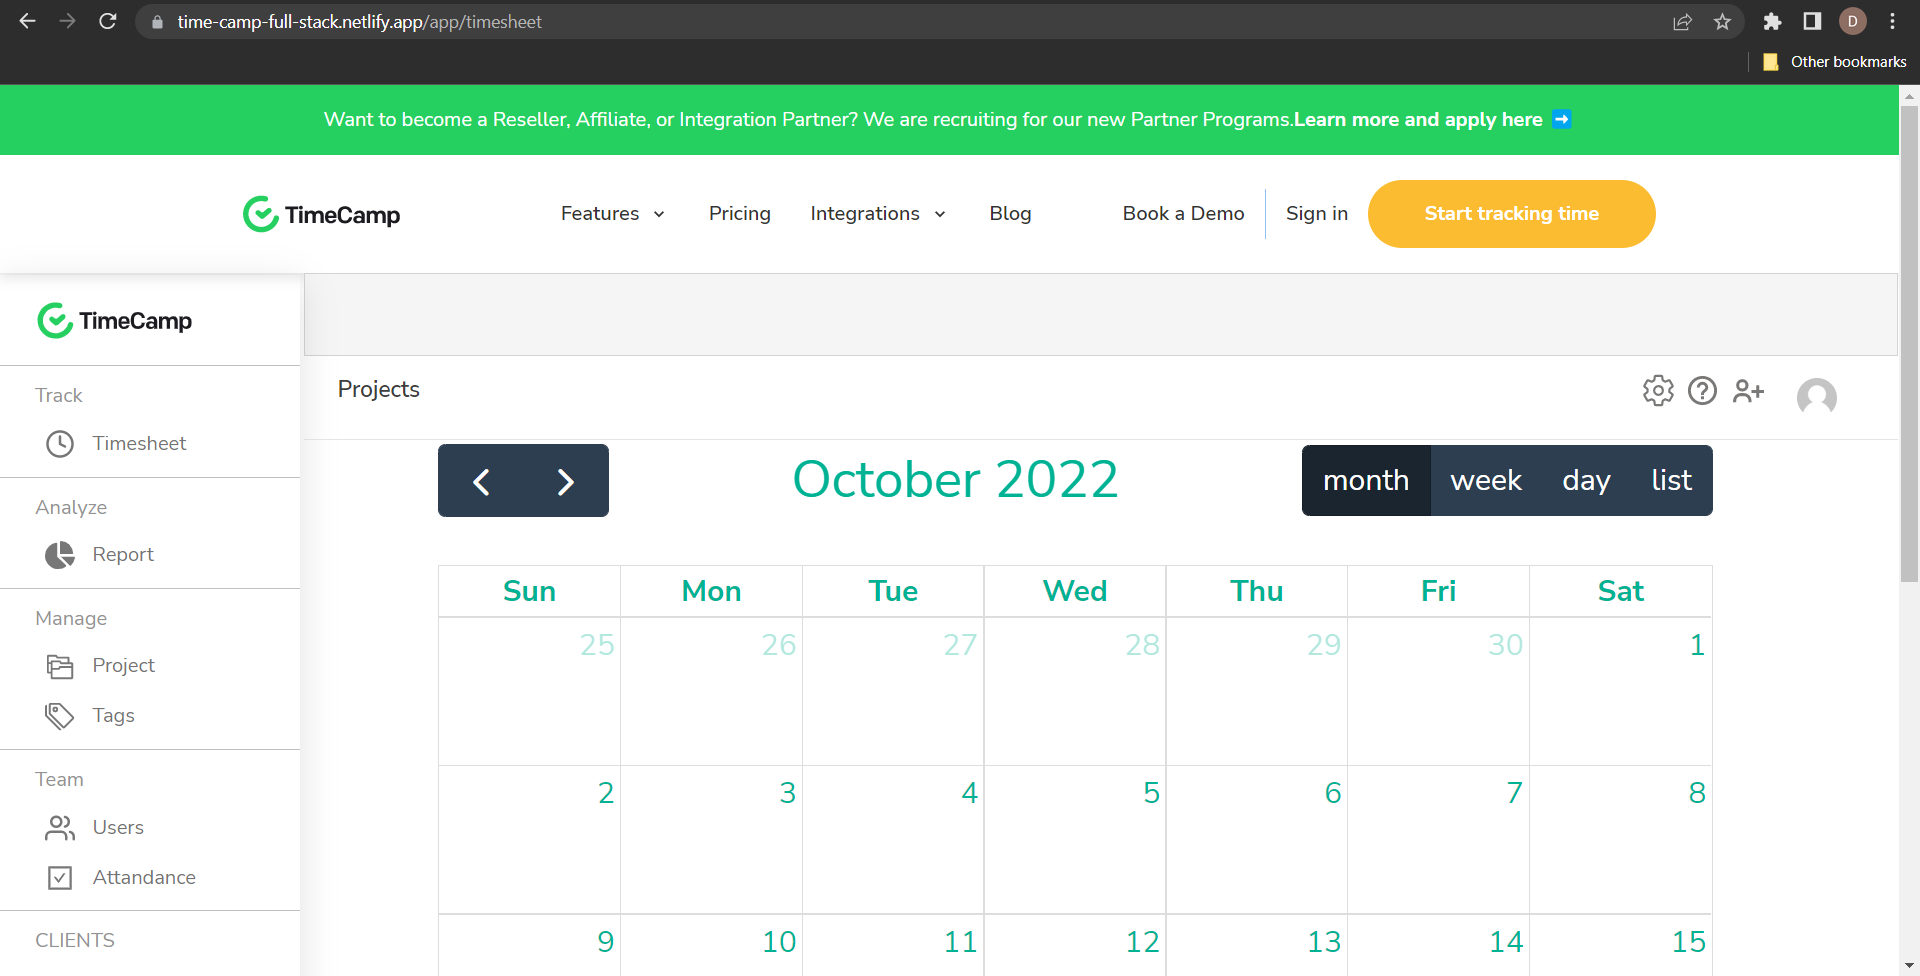 time-camp-full-stack.netlify.app/app/timesheet
D
Other bookmarks
Want to become a Reseller, Affiliate, or Integration Partner? We are recruiting for our new Partner Programs.Learn more and apply here ➡
TimeCamp
Features
Pricing
Integrations
Blog
Book a Demo
Sign in
Start tracking time
TimeCamp
Track
Timesheet
Analyze
Report
Manage
Project
Tags
Team
Users
Attandance
CLIENTS
Projects
October 2022
month week day list
Sun Mon Tue Wed Thu Fri Sat
25 26 27 28 29 30 1
2 3 4 5 6 7 8
9 10 11 12 13 14 15